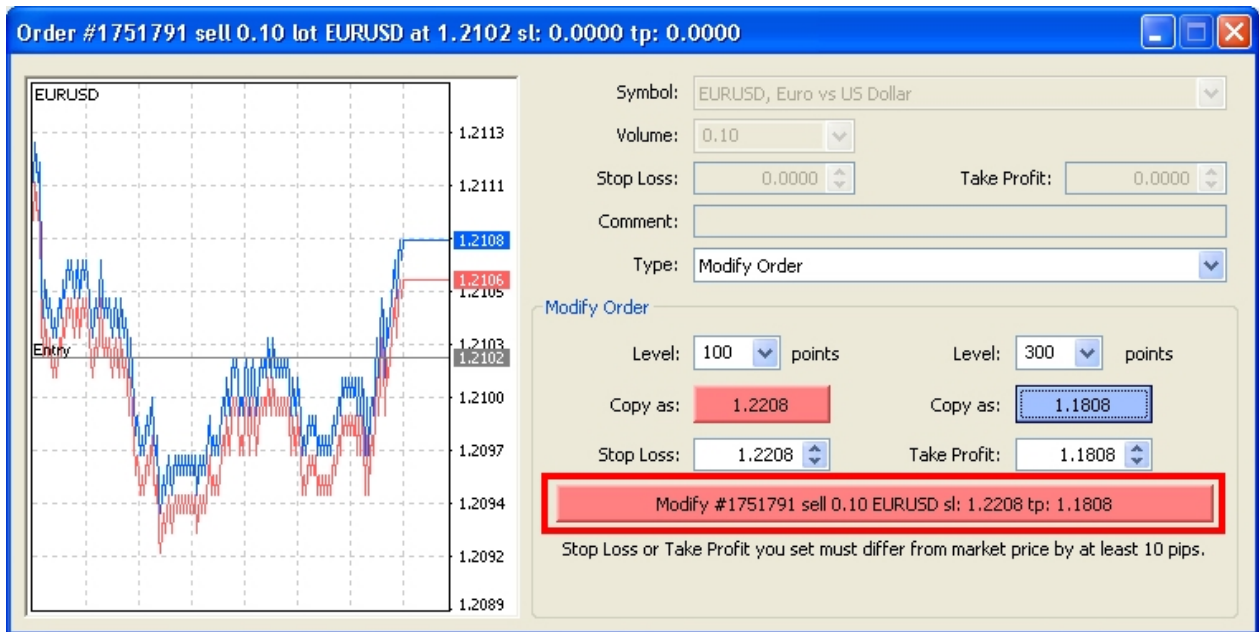 Order #1751791 sell 0.10 lot EURUSD at 1.2102 sl: 0.0000 tp: 0.0000
EURUSD
1.2113
1.2111
1.2108
1.2106
1.2105
1.2103
Entry
1.2102
1.2100
1.2097
1.2094
1.2092
1.2089
Symbol: EURUSD, Euro vs US Dollar
Volume: 0.10
Stop Loss: 0.0000 Take Profit: 0.0000
Comment:
Type: Modify Order
Modify Order
Level: 100 points Level: 300 points
Copy as: 1.2208 Copy as: 1.1808
Stop Loss: 1.2208 Take Profit: 1.1808
Modify #1751791 sell 0.10 EURUSD sl: 1.2208 tp: 1.1808
Stop Loss or Take Profit you set must differ from market price by at least 10 pips.